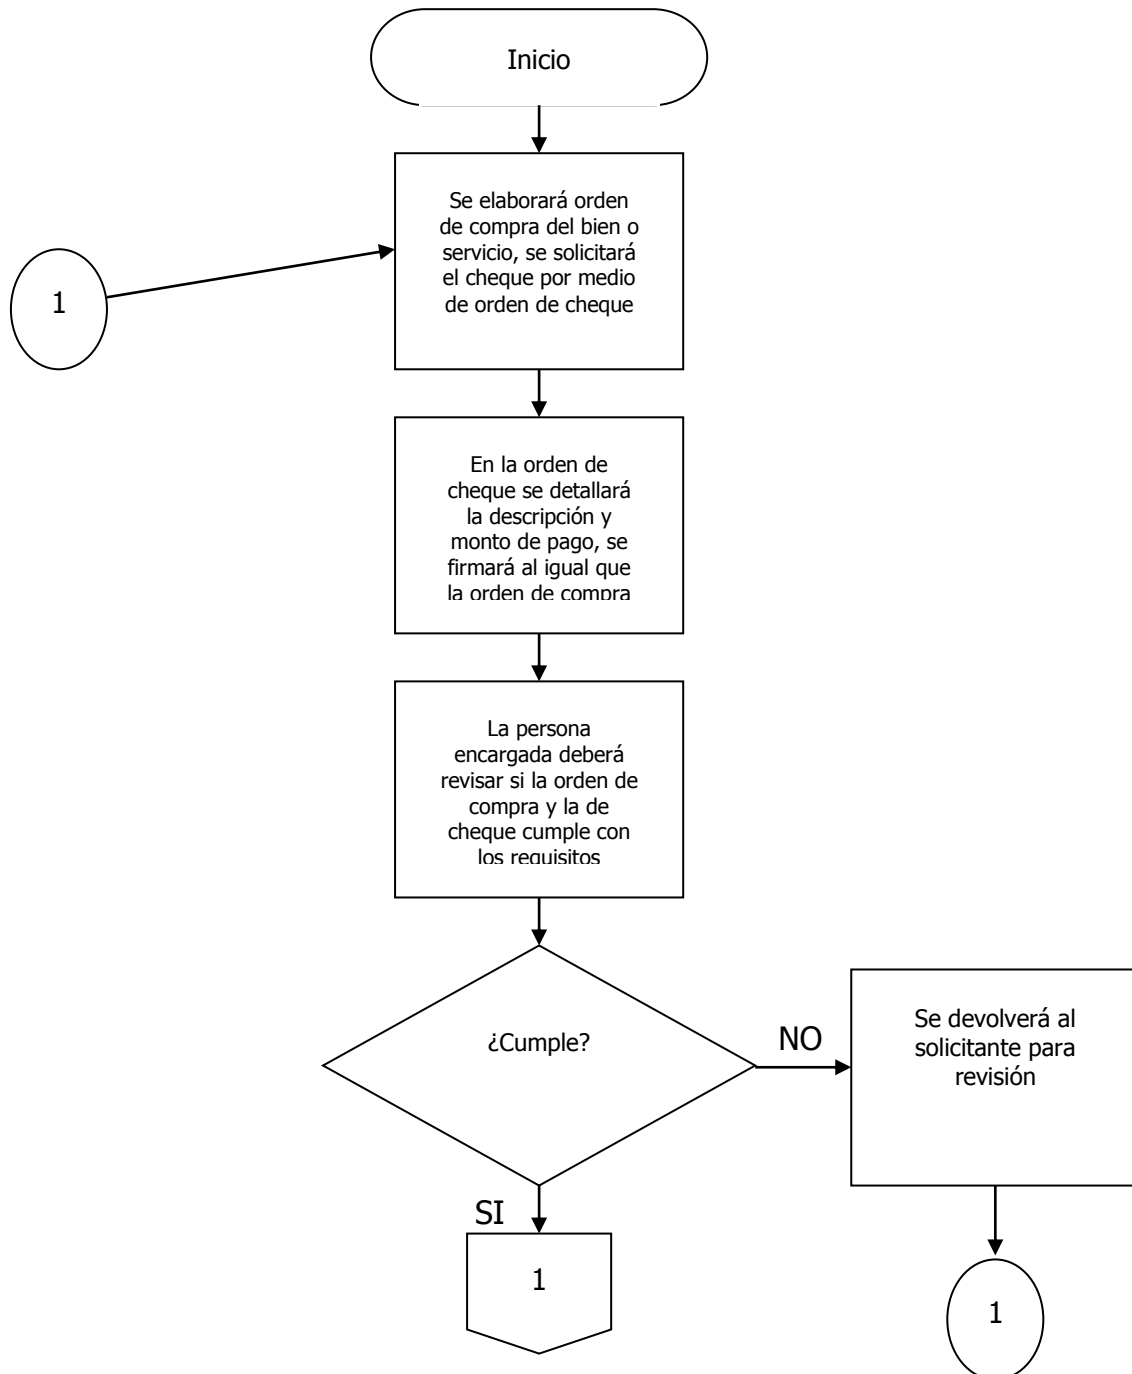 Inicio
Se elaborará orden
de compra del bien o
servicio, se solicitará
el cheque por medio
de orden de cheque
1
En la orden de
cheque se detallará
la descripción y
monto de pago, se
firmará al igual que
la orden de compra
La persona
encargada deberá
revisar si la orden de
compra y la de
cheque cumple con
los requisitos
¿Cumple?
NO
Se devolverá al
solicitante para
revisión
SI
1
1